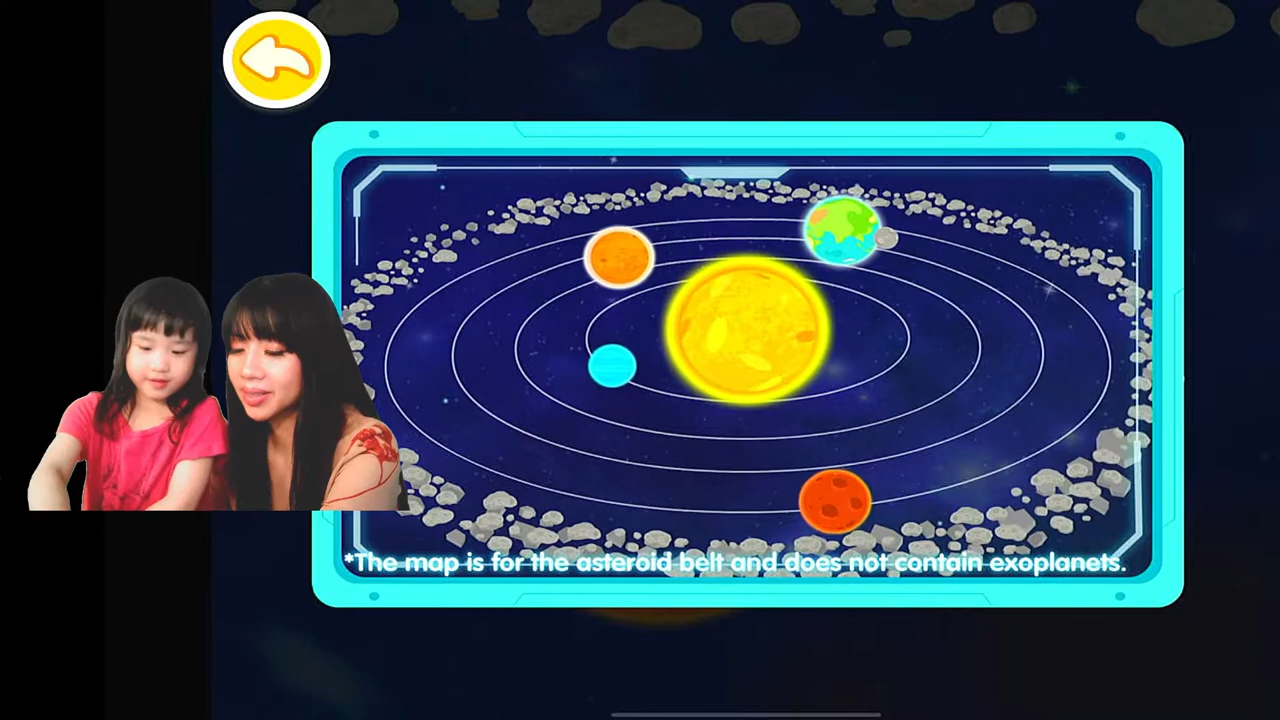 *The map is for the asteroid belt and does not contain exoplanets.